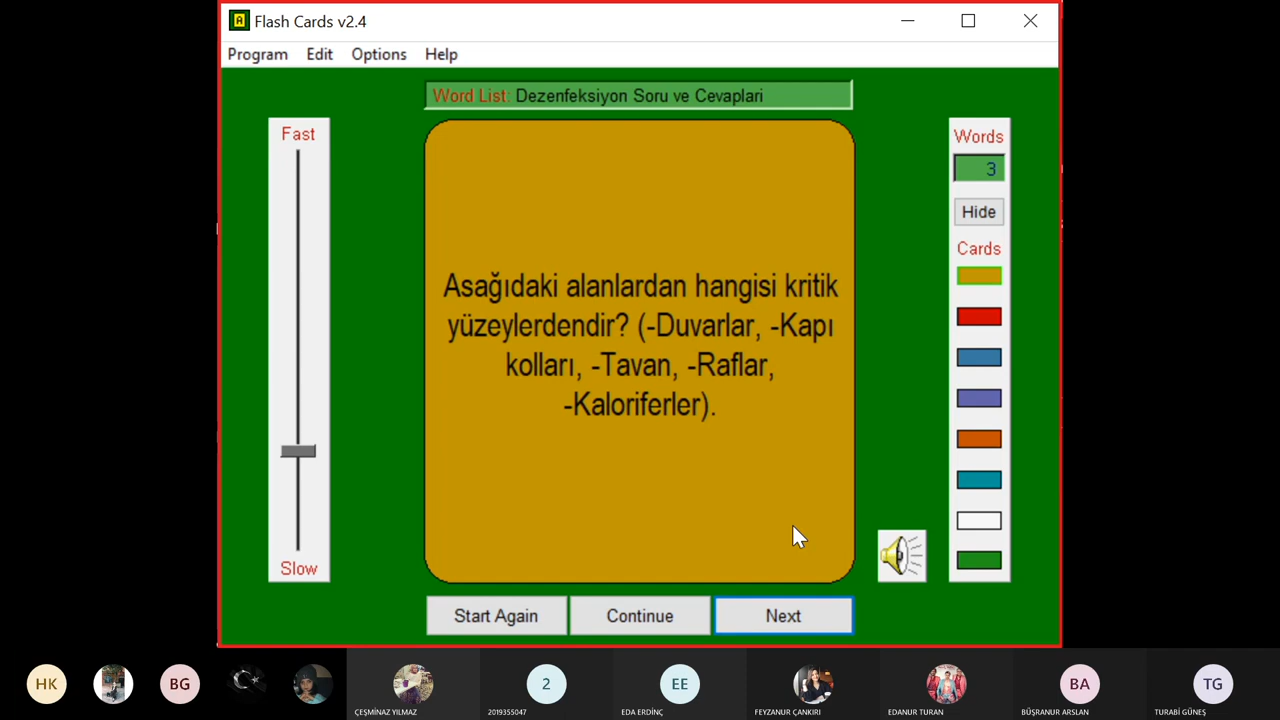 Flash Cards v2.4
Program Edit Options Help
Word List: Dezenfeksiyon Soru ve Cevaplari
Fast
Slow
Asağıdaki alanlardan hangisi kritik
yüzeylerdendir? (-Duvarlar, -Kapı
kolları, -Tavan, -Raflar,
-Kaloriferler).
Words
3
Hide
Cards
Start Again Continue Next
HK BG 2 EE BA TG
ÇEŞMİNAZ YILMAZ 2019355047 EDA ERDİNÇ FEYZANUR ÇANKIRI EDANUR TURAN BÜŞRANUR ARSLAN TURABİ GÜNEŞ